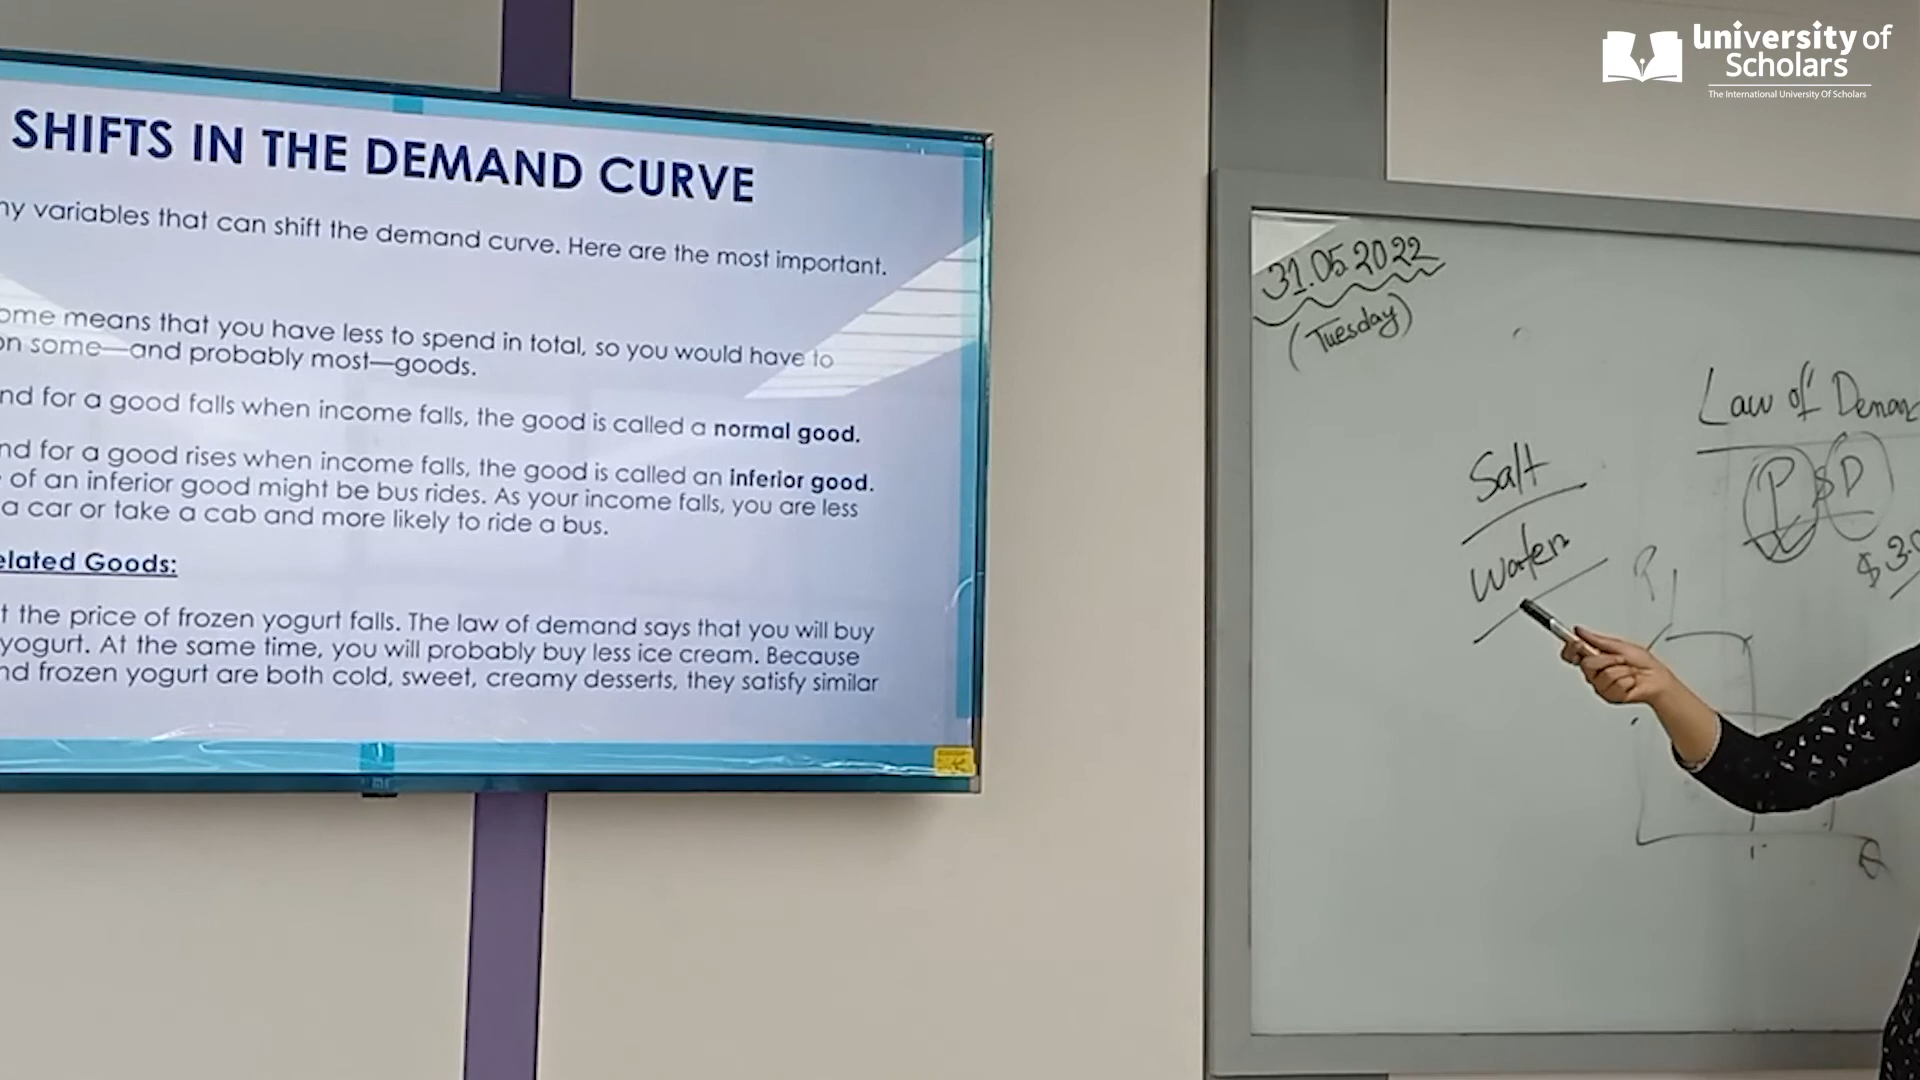 university of
Scholars
The International University Of Scholars
SHIFTS IN THE DEMAND CURVE
variables that can shift the demand curve. Here are the most important.
means that you have less to spend in total, so you would have to
on some—and probably most—goods.
for a good falls when income falls, the good is called a normal good.
for a good rises when income falls, the good is called an inferior good.
of an inferior good might be bus rides. As your income falls, you are less
a car or take a cab and more likely to ride a bus.
Goods:
the price of frozen yogurt falls. The law of demand says that you will buy
yogurt. At the same time, you will probably buy less ice cream. Because
frozen yogurt are both cold, sweet, creamy desserts, they satisfy similar
31.05.2022
(Tuesday)
Law of
Salt
P $ D
Water
P
Q